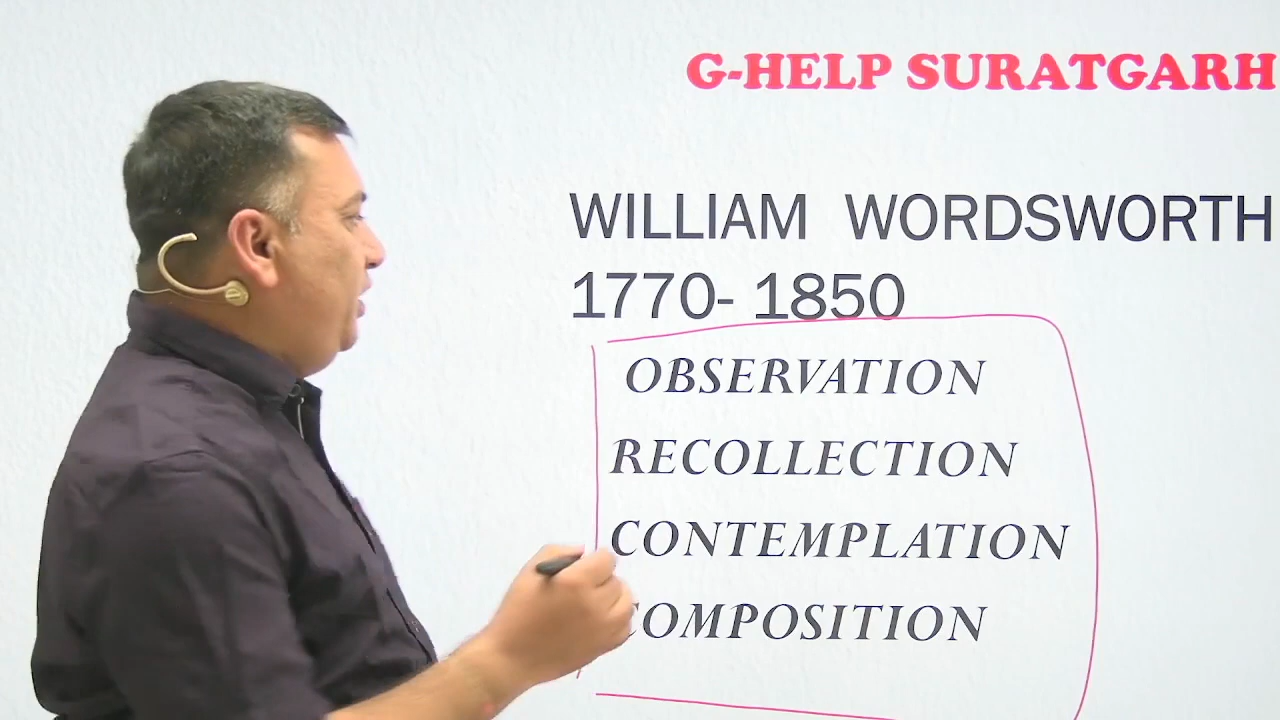 G-HELP SURATGARH
WILLIAM WORDSWORTH
1770- 1850
OBSERVATION
RECOLLECTION
CONTEMPLATION
COMPOSITION